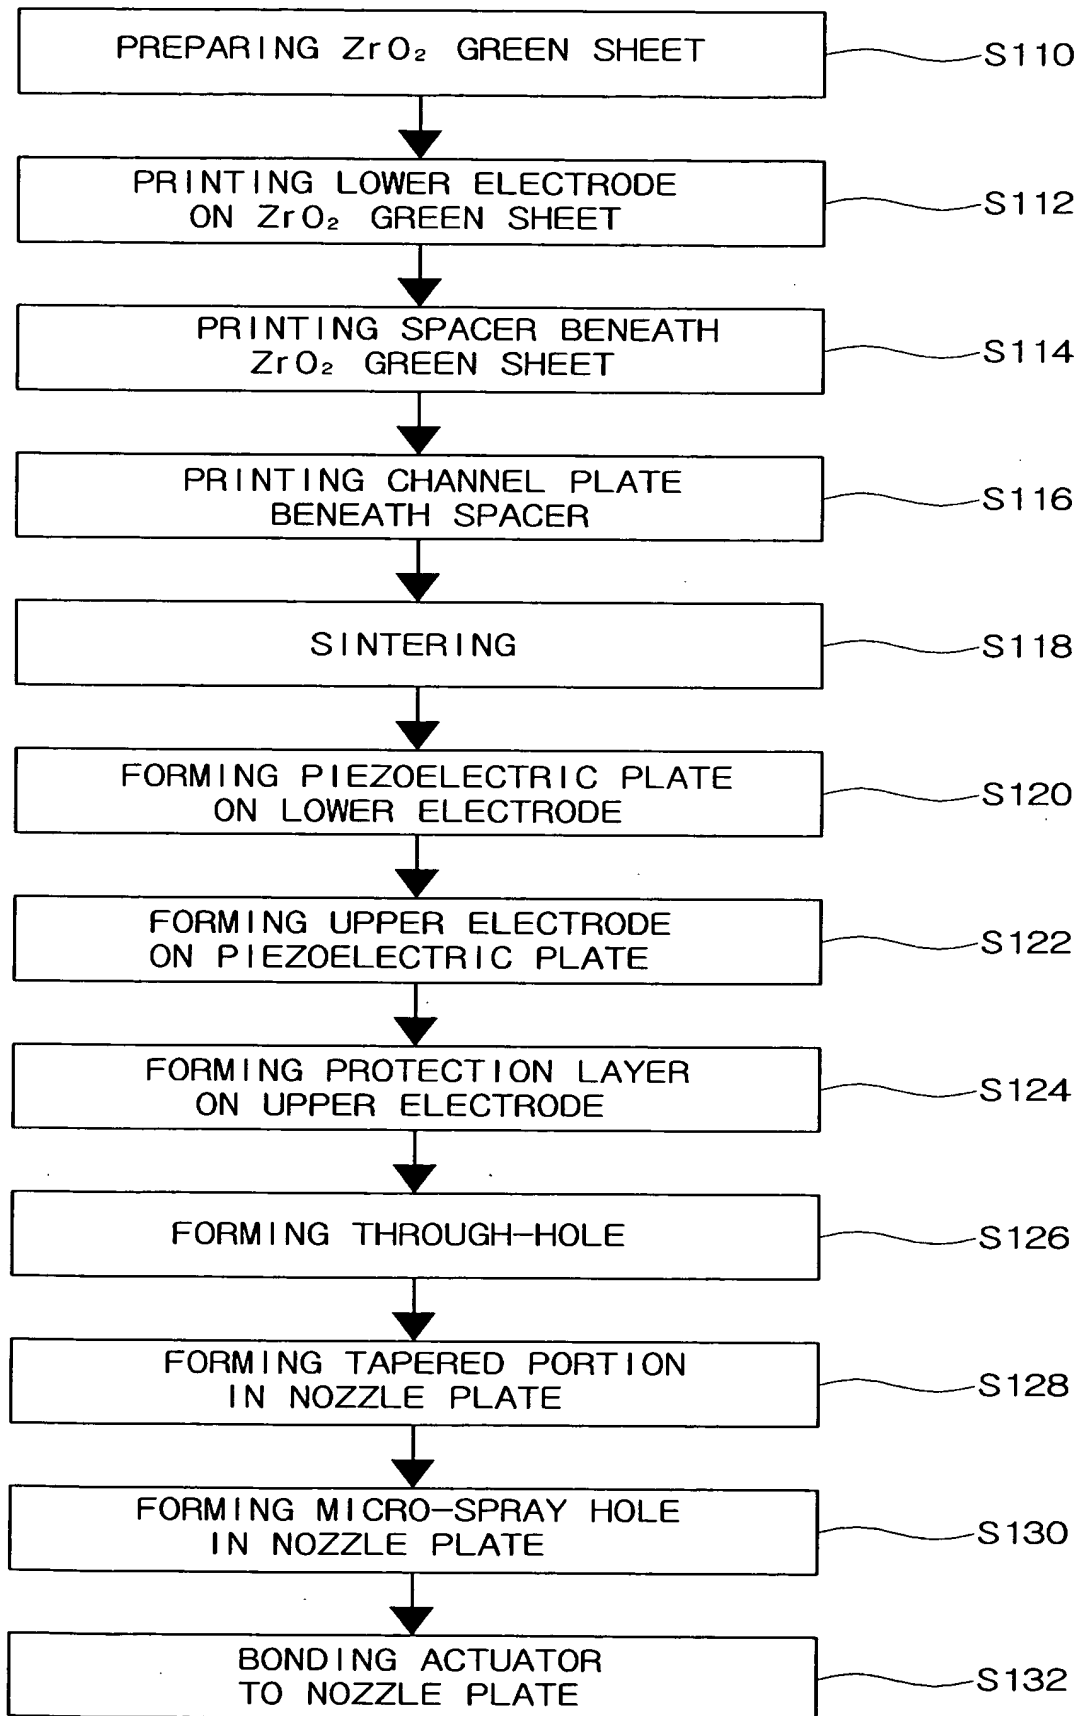 PREPARING ZrO₂ GREEN SHEET
S110
PRINTING LOWER ELECTRODE
ON ZrO₂ GREEN SHEET
S112
PRINTING SPACER BENEATH
ZrO₂ GREEN SHEET
S114
PRINTING CHANNEL PLATE
BENEATH SPACER
S116
SINTERING
S118
FORMING PIEZOELECTRIC PLATE
ON LOWER ELECTRODE
S120
FORMING UPPER ELECTRODE
ON PIEZOELECTRIC PLATE
S122
FORMING PROTECTION LAYER
ON UPPER ELECTRODE
S124
FORMING THROUGH-HOLE
S126
FORMING TAPERED PORTION
IN NOZZLE PLATE
S128
FORMING MICRO-SPRAY HOLE
IN NOZZLE PLATE
S130
BONDING ACTUATOR
TO NOZZLE PLATE
S132